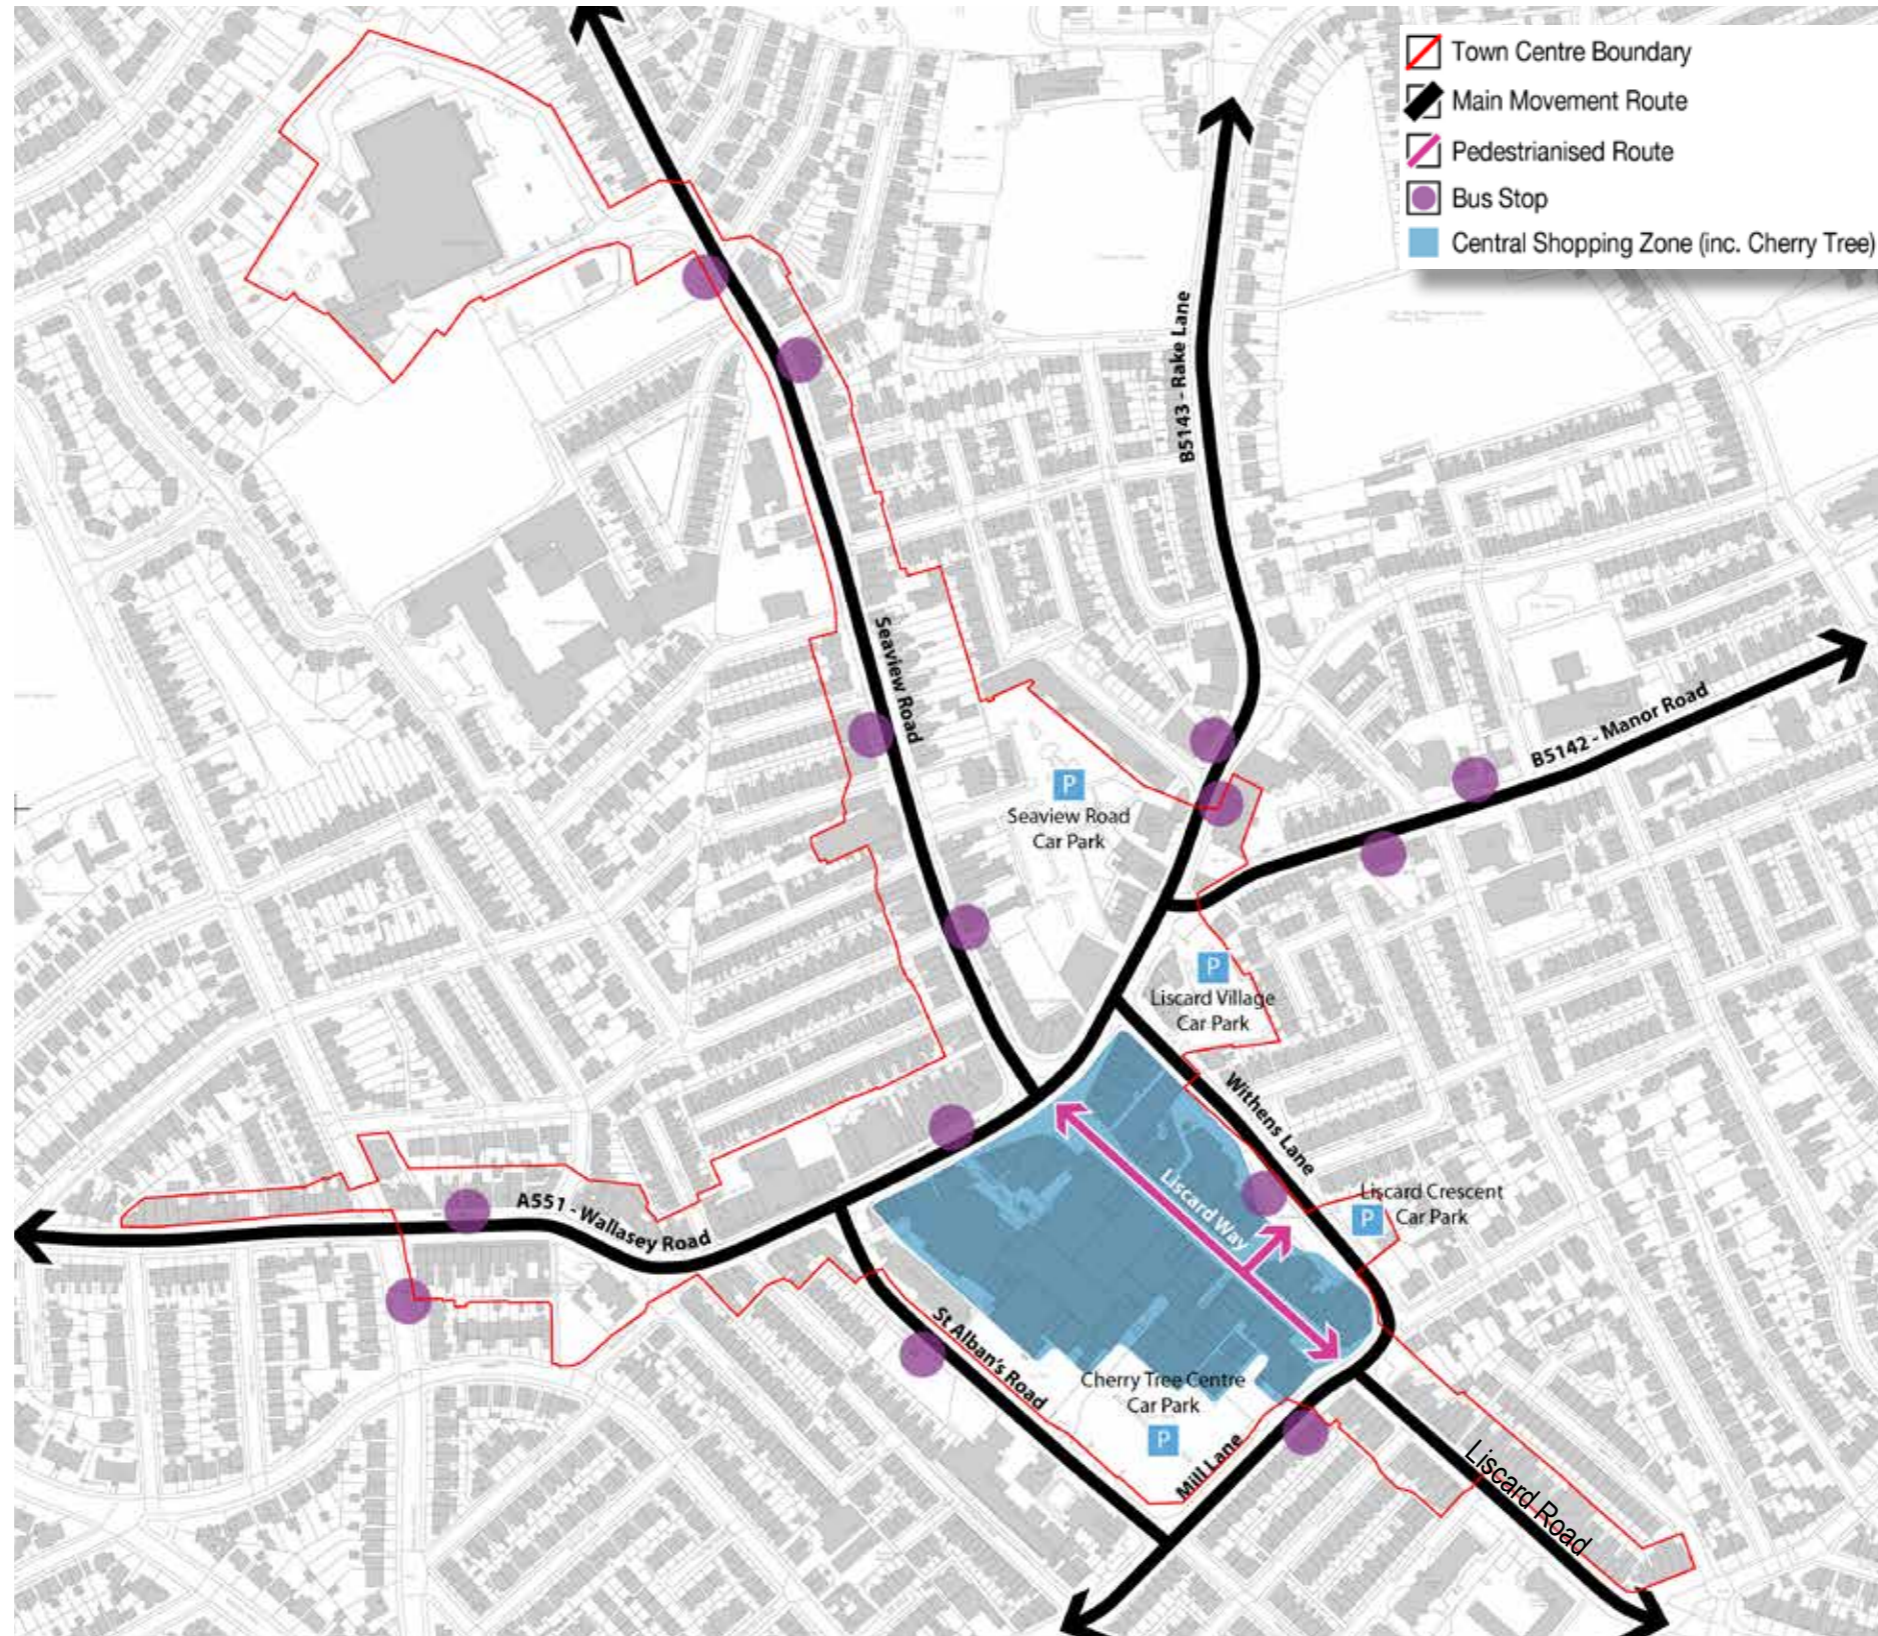 Town Centre Boundary
Main Movement Route
Pedestrianised Route
Bus Stop
Central Shopping Zone (inc. Cherry Tree)
B5143 - Rake Lane
Seaview Road
B5142 - Manor Road
P
Seaview Road
Car Park
P
Liscard Village
Car Park
Withens Lane
Liscard Way
Liscard Crescent
P
Car Park
A551 - Wallasey Road
St Alban's Road
Cherry Tree Centre
Car Park
P
Mill Lane
Liscard Road